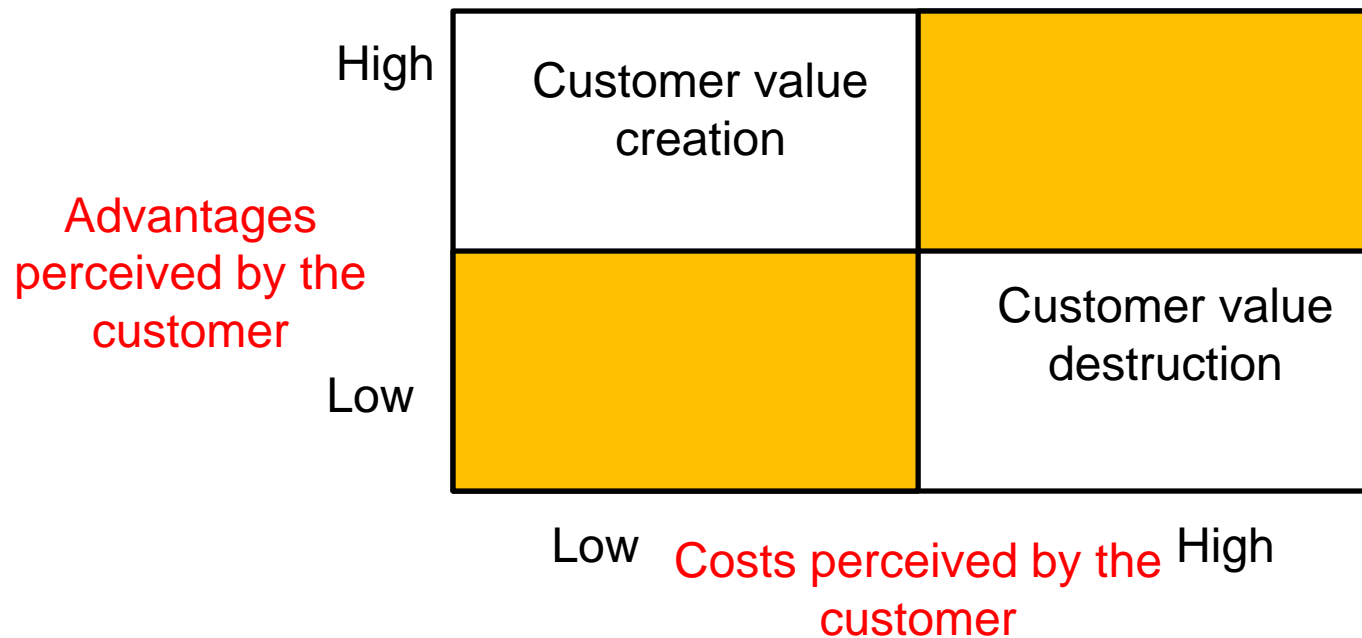 High
Customer value
creation
Advantages
perceived by the
customer
Customer value
destruction
Low
Low
Costs perceived by the
customer
High